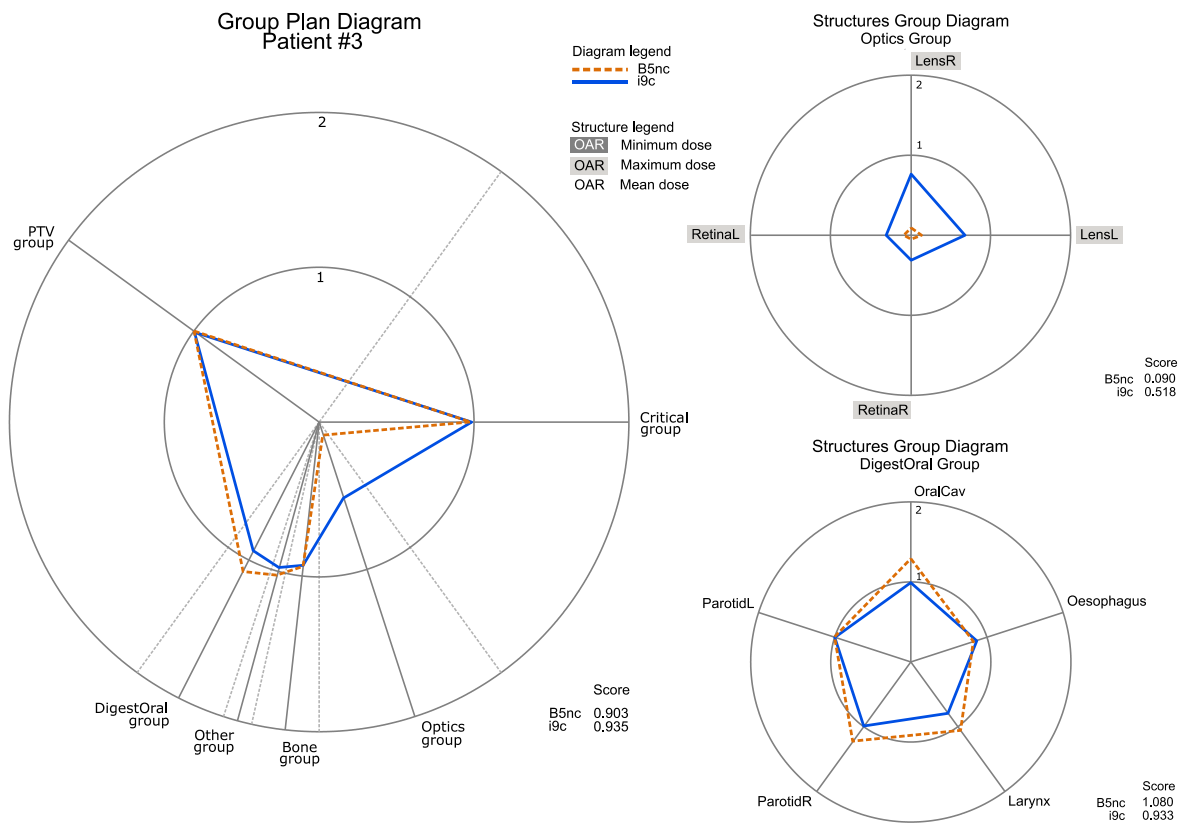 Group Plan Diagram
Patient #3
2
1
PTV
group
Critical
group
DigestOral
group
Other
group
Bone
group
Optics
group
Score
B5nc 0.903
i9c 0.935
Diagram legend
B5nc
i9c
Structure legend
OAR Minimum dose
OAR Maximum dose
OAR Mean dose
Structures Group Diagram
Optics Group
LensR
2
1
RetinaL
LensL
RetinaR
Score
B5nc 0.090
i9c 0.518
Structures Group Diagram
DigestOral Group
OralCav
2
1
ParotidL
Oesophagus
ParotidR
Larynx
Score
B5nc 1.080
i9c 0.933